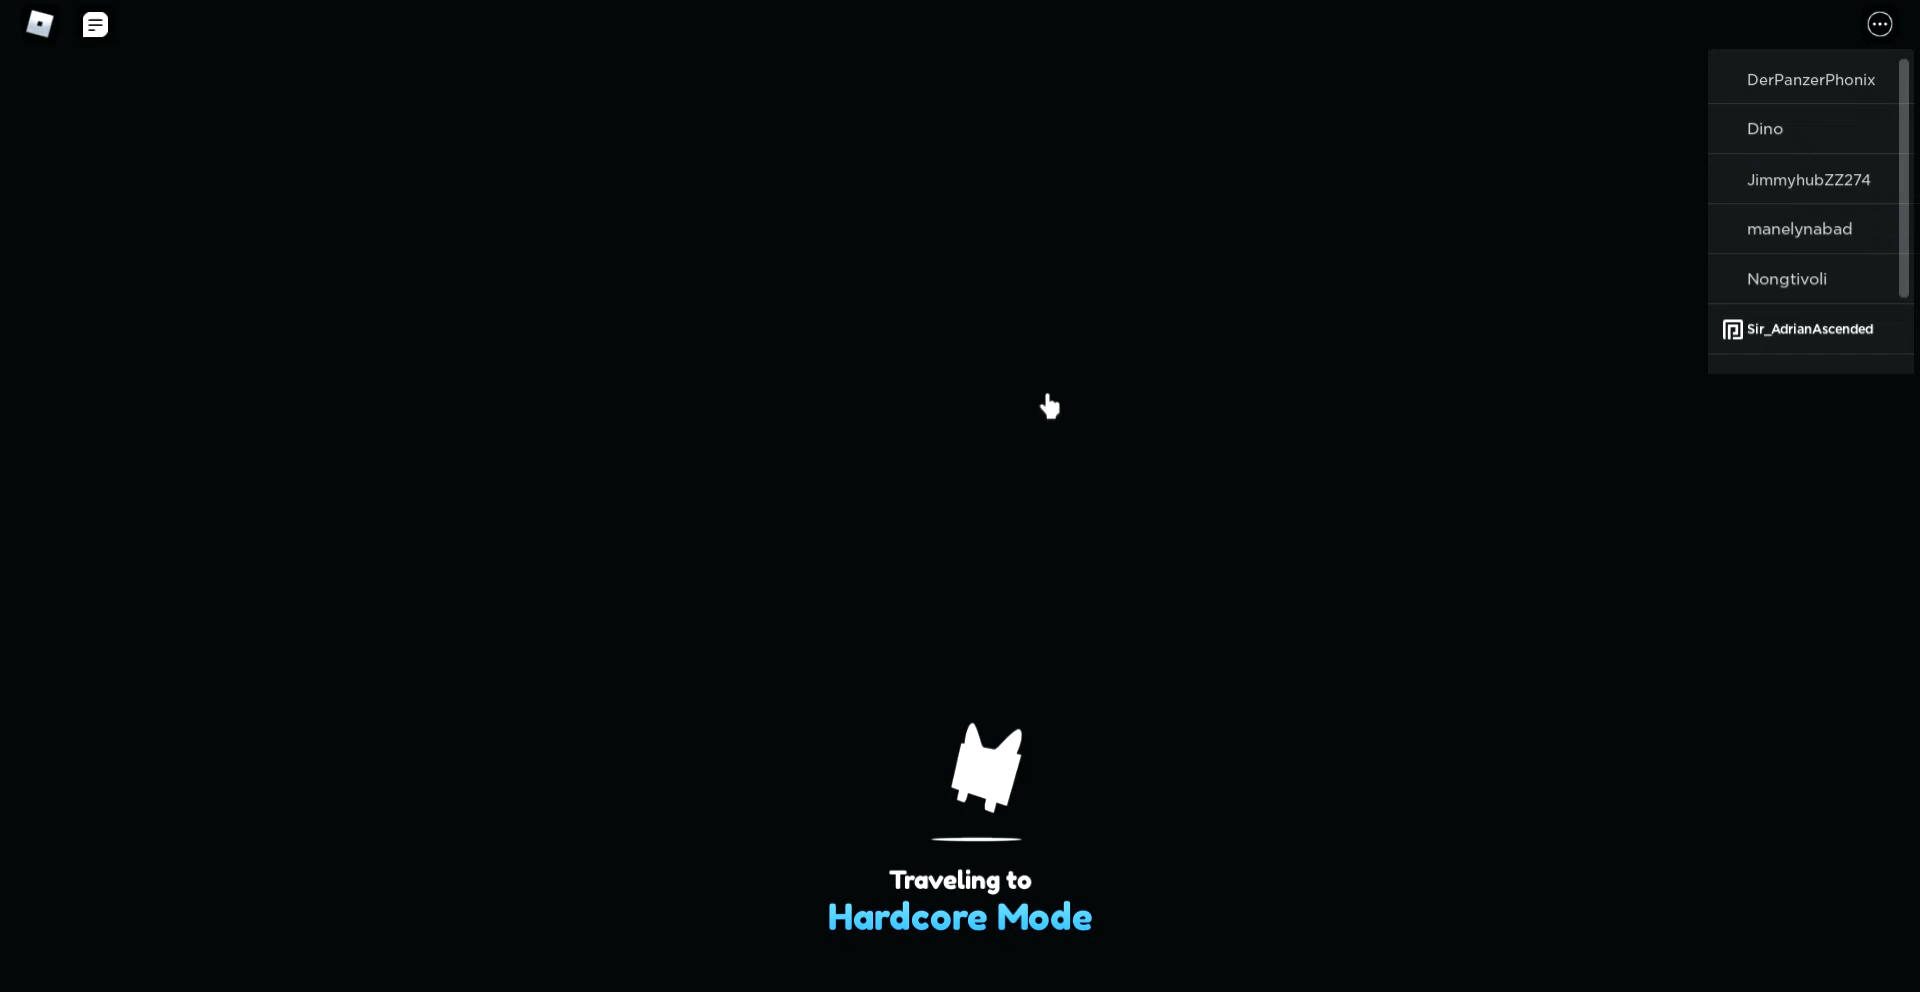 DerPanzerPhonix
Dino
JimmyhubZZ274
manelynabad
Nongtivoli
Sir_AdrianAscended
Traveling to
Hardcore Mode